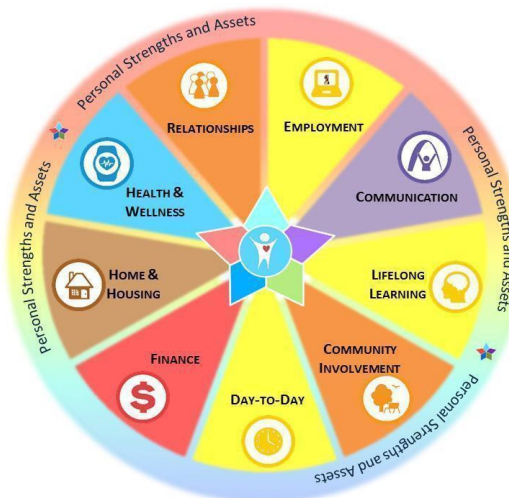 Personal Strengths and Assets
Personal Strengths and Assets
Personal Strengths and Assets
Personal Strengths and Assets
RELATIONSHIPS
EMPLOYMENT
COMMUNICATION
LIFELONG
LEARNING
COMMUNITY
INVOLVEMENT
DAY-TO-DAY
FINANCE
HOME &
HOUSING
HEALTH &
WELLNESS
$